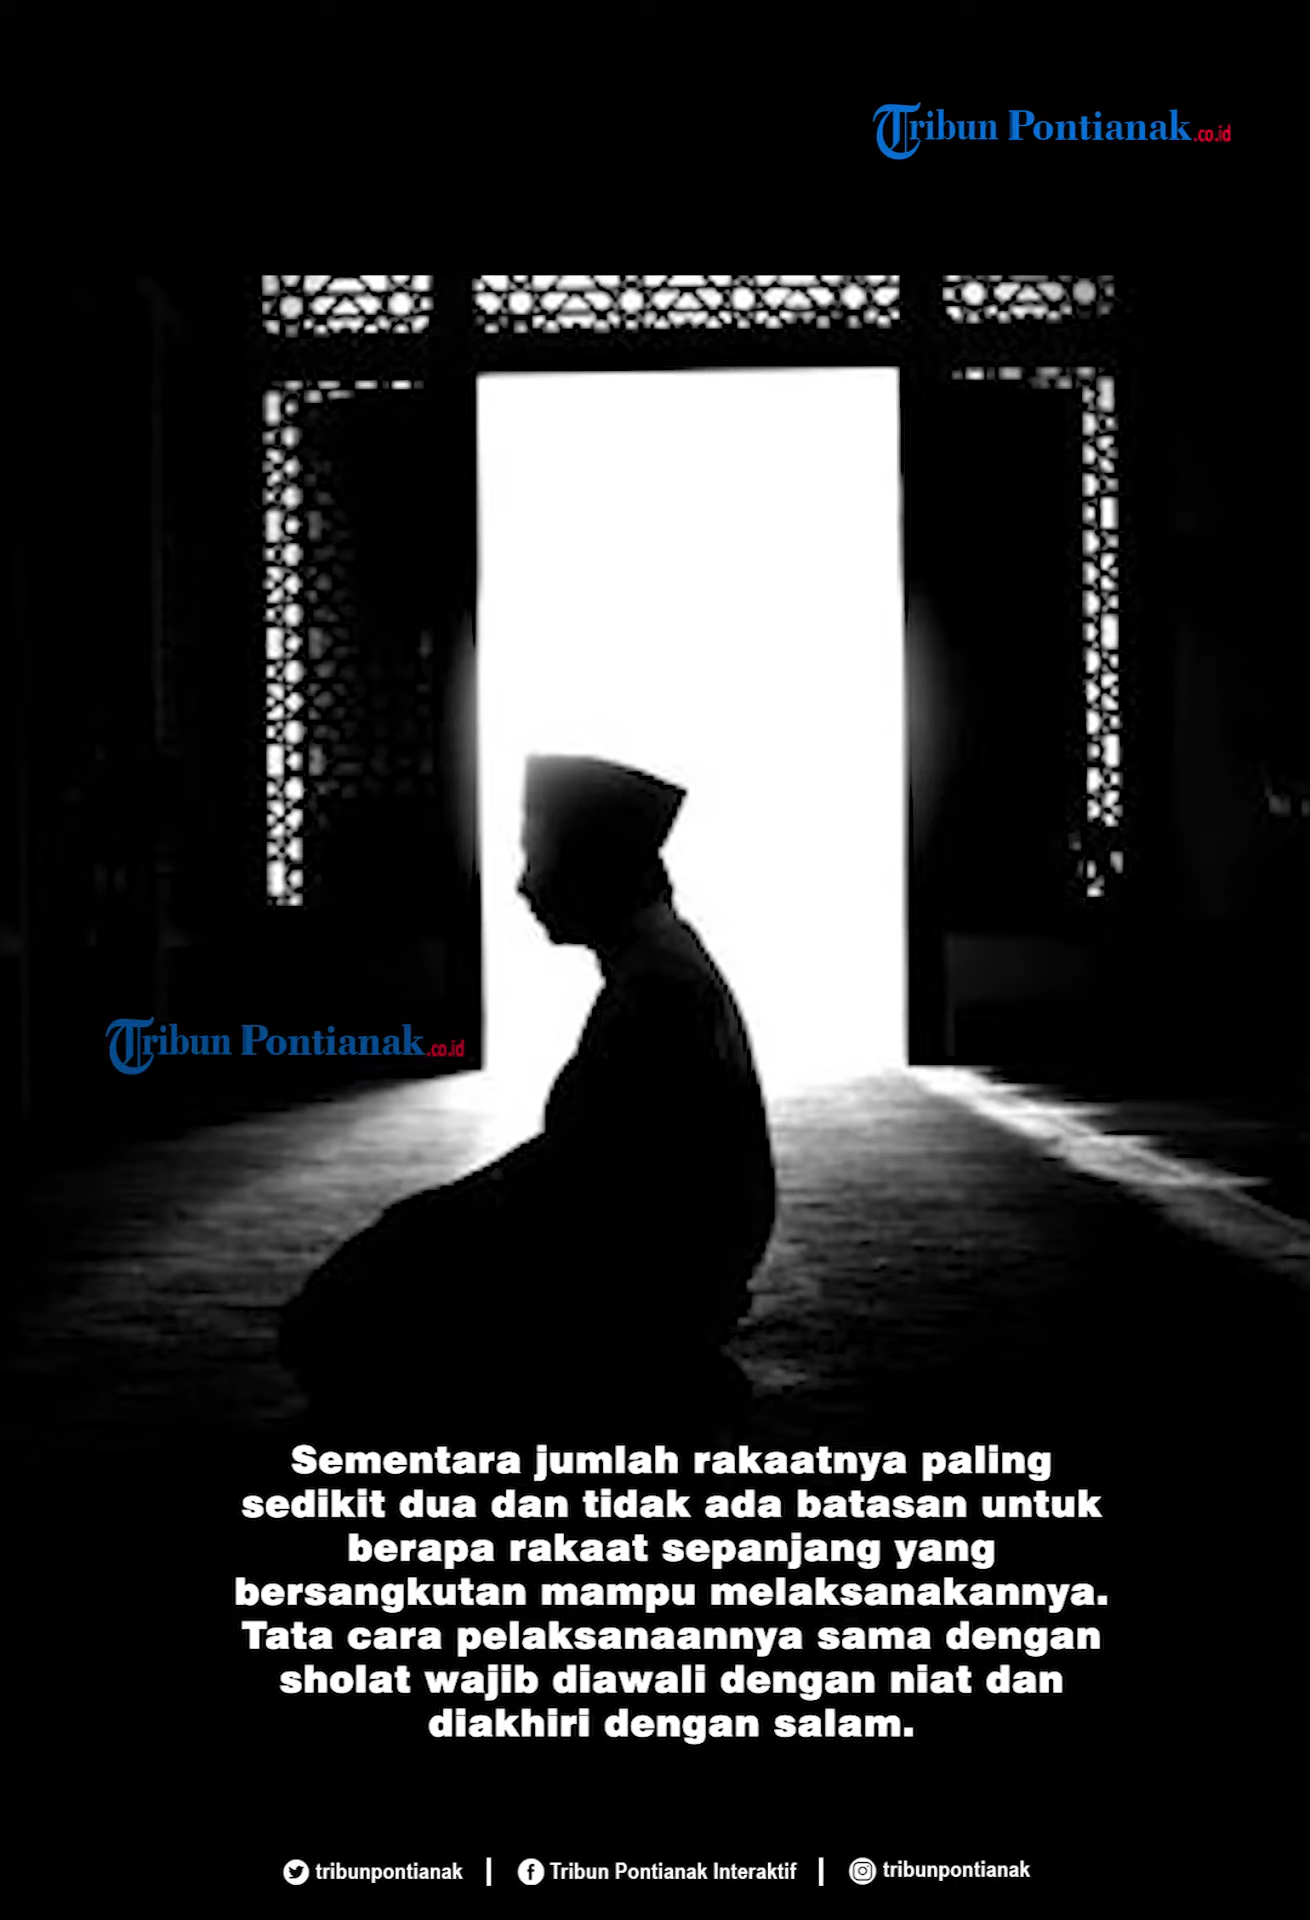 Tribun Pontianak.co.id
Tribun Pontianak.co.id
Sementara jumlah rakaatnya paling
sedikit dua dan tidak ada batasan untuk
berapa rakaat sepanjang yang
bersangkutan mampu melaksanakannya.
Tata cara pelaksanaannya sama dengan
sholat wajib diawali dengan niat dan
diakhiri dengan salam.
tribunpontianak | Tribun Pontianak Interaktif | tribunpontianak